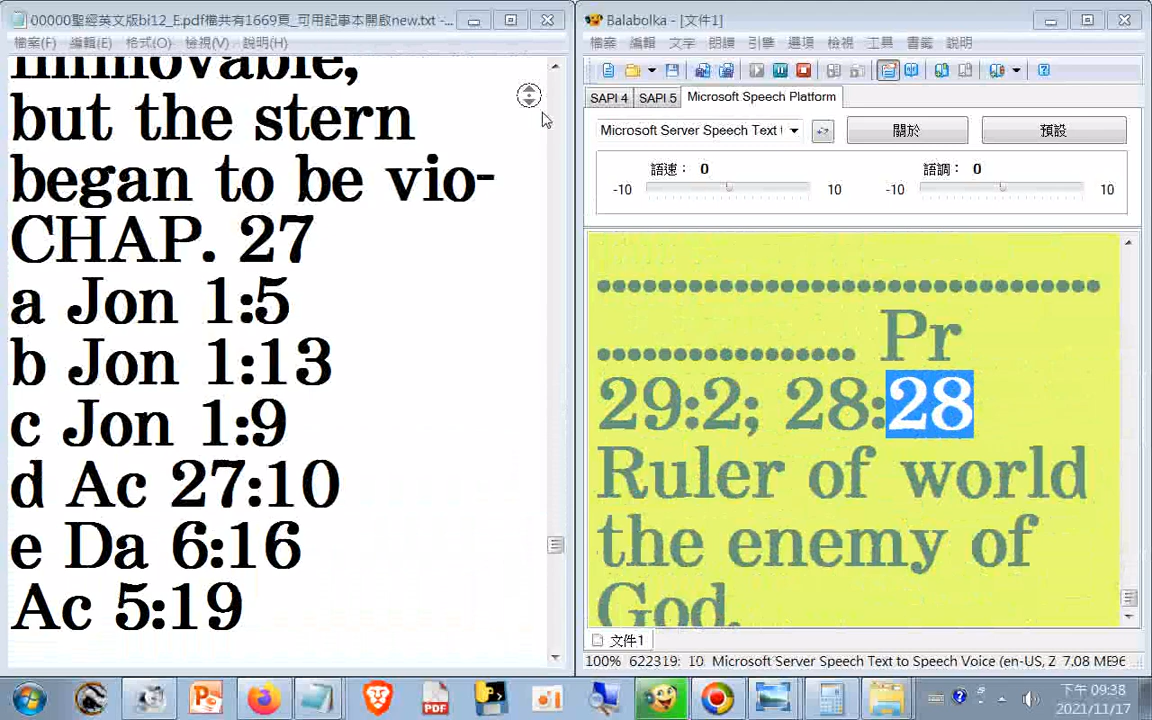 00000聖經英文版bi12_E.pdf檔共有1669頁_可用記事本開啟new.txt -...
檔案(F) 編輯(E) 格式(O) 檢視(V) 說明(H)
immovable,
but the stern
began to be vio-
CHAP. 27
a Jon 1:5
b Jon 1:13
c Jon 1:9
d Ac 27:10
e Da 6:16
Ac 5:19
Balabolka - [文件1]
檔案 編輯 文字 朗讀 引擎 選項 檢視 工具 書籤 說明
SAPI 4 SAPI 5 Microsoft Speech Platform
Microsoft Server Speech Text 關於 預設
語速： 0 語調： 0
-10 10 -10 10
.................................
................. Pr
29:2; 28:28
Ruler of world
the enemy of
God.
文件1
100% 622319: 10 Microsoft Server Speech Text to Speech Voice (en-US, Z 7.08 МБ
下午 09:38
2021/11/17